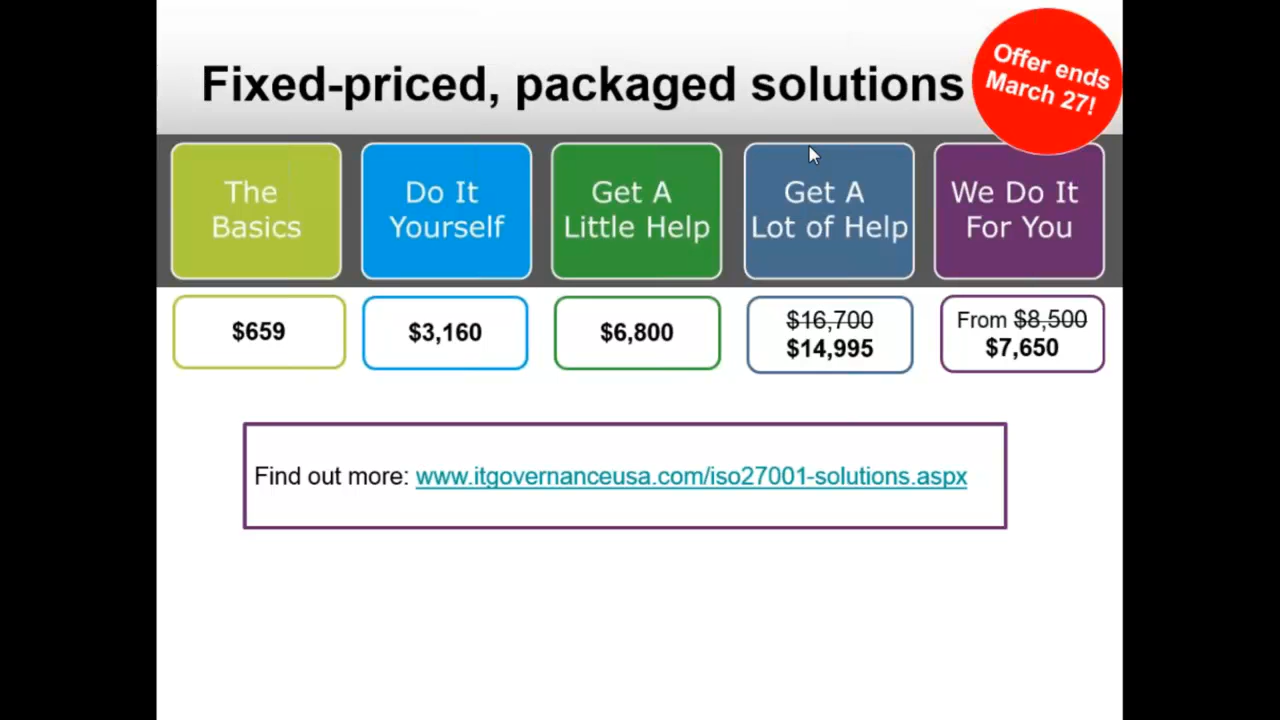 Fixed-priced, packaged solutions
Offer ends
March 27!
The
Basics
Do It
Yourself
Get A
Little Help
Get A
Lot of Help
We Do It
For You
$659
$3,160
$6,800
$16,700
$14,995
From $8,500
$7,650
Find out more: www.itgovernanceusa.com/iso27001-solutions.aspx